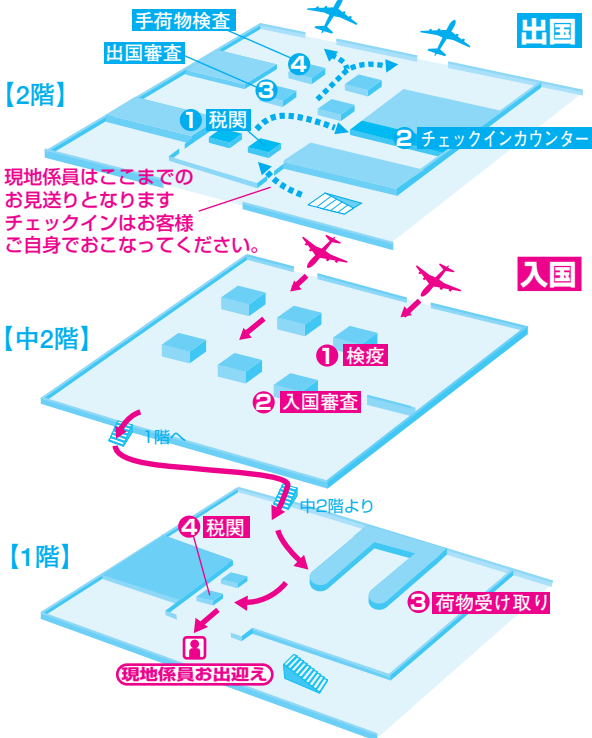 出国
手荷物検査
④
出国審査
③
【2階】
① 税関
② チェックインカウンター
現地係員はここまでの
お見送りとなります
チェックインはお客様
ご自身でおこなってください。
入国
【中2階】
① 検疫
② 入国審査
1階へ
中2階より
【1階】
④ 税関
③ 荷物受け取り
現地係員お出迎え